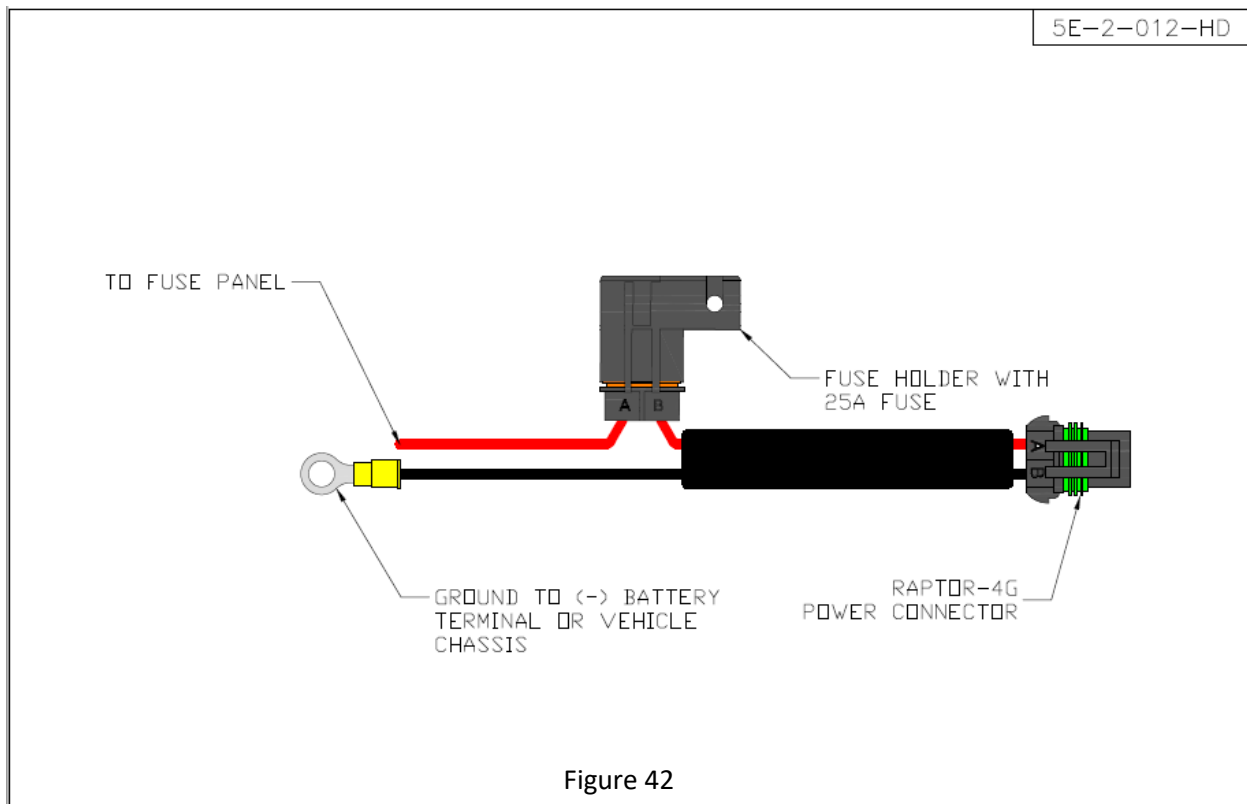 5E-2-012-HD
TO FUSE PANEL
FUSE HOLDER WITH
25A FUSE
A B
A
B
GROUND TO (-) BATTERY
TERMINAL OR VEHICLE
CHASSIS
RAPTOR-4G
POWER CONNECTOR
Figure 42